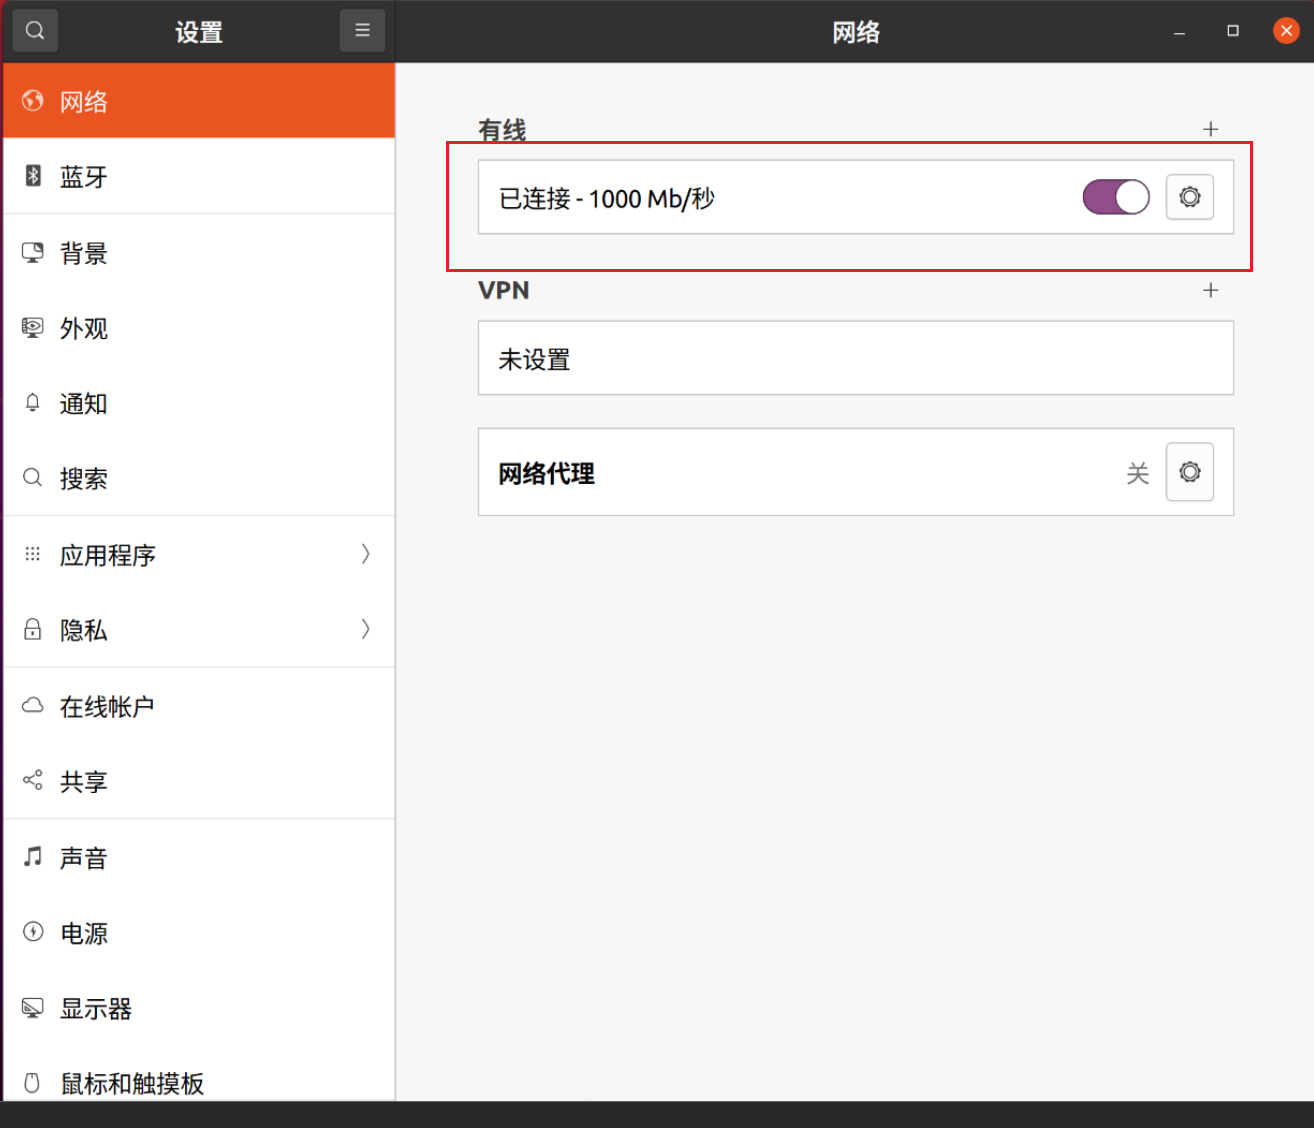 设置
网络
网络
蓝牙
背景
外观
通知
搜索
应用程序
隐私
在线帐户
共享
声音
电源
显示器
鼠标和触摸板
有线
已连接 - 1000 Mb/秒
VPN
未设置
网络代理
关